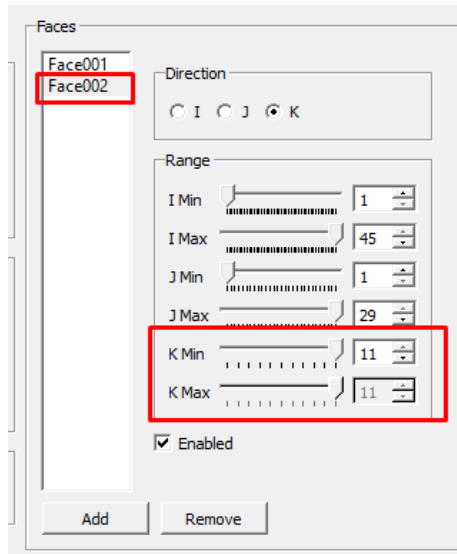 Faces
Face001
Face002
Direction
I J K
Range
I Min 1
I Max 45
J Min 1
J Max 29
K Min 11
K Max 11
Enabled
Add Remove